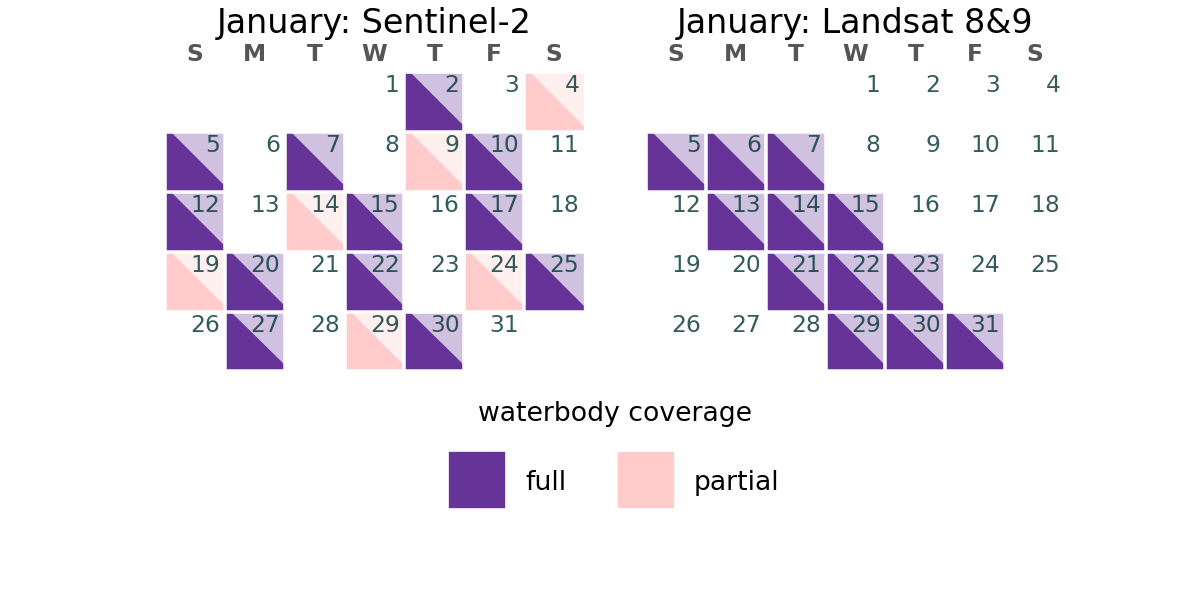 January: Sentinel-2
S M T W T F S
1 2 3 4
5 6 7 8 9 10 11
12 13 14 15 16 17 18
19 20 21 22 23 24 25
26 27 28 29 30 31
January: Landsat 8&9
S M T W T F S
1 2 3 4
5 6 7 8 9 10 11
12 13 14 15 16 17 18
19 20 21 22 23 24 25
26 27 28 29 30 31
waterbody coverage
full partial